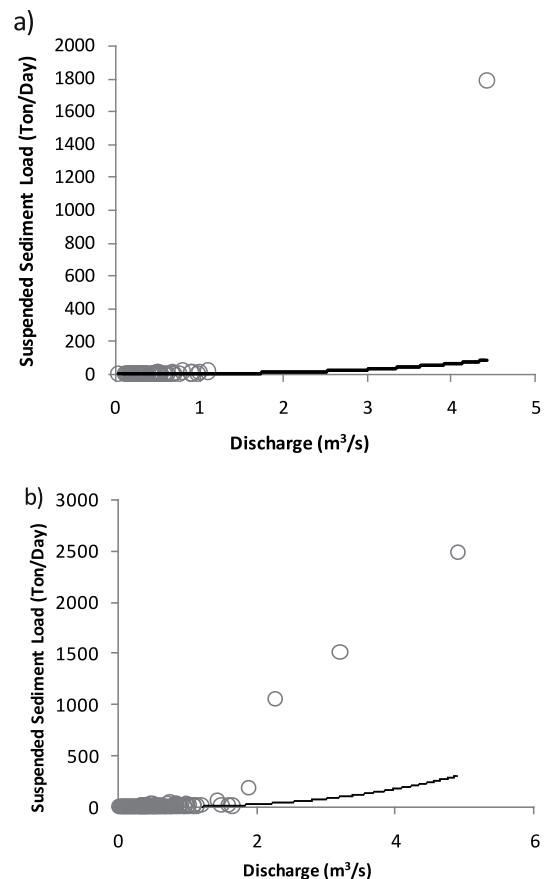 a)
Suspended Sediment Load (Ton/Day)
2000
1800
1600
1400
1200
1000
800
600
400
200
0
0 1 2 3 4 5
Discharge (m³/s)
b)
Suspended Sediment Load (Ton/Day)
3000
2500
2000
1500
1000
500
0
0 2 4 6
Discharge (m³/s)